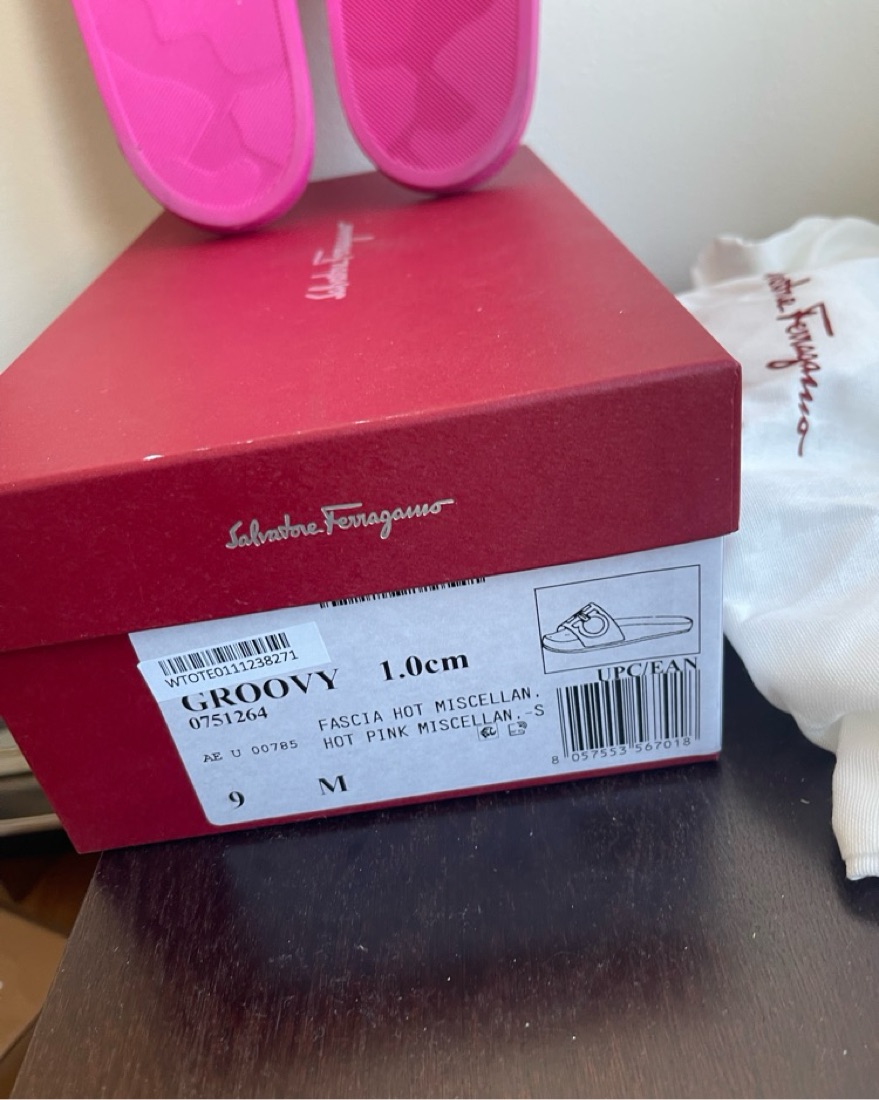 Salvatore Ferragamo
Salvatore Ferragamo
Salvatore Ferragamo
WTOTE0111238271
GROOVY 1.0cm
0751264
FASCIA HOT MISCELLAN.
AE U 00785 HOT PINK MISCELLAN.-S
UPC/EAN
8 057553 567018
9 M